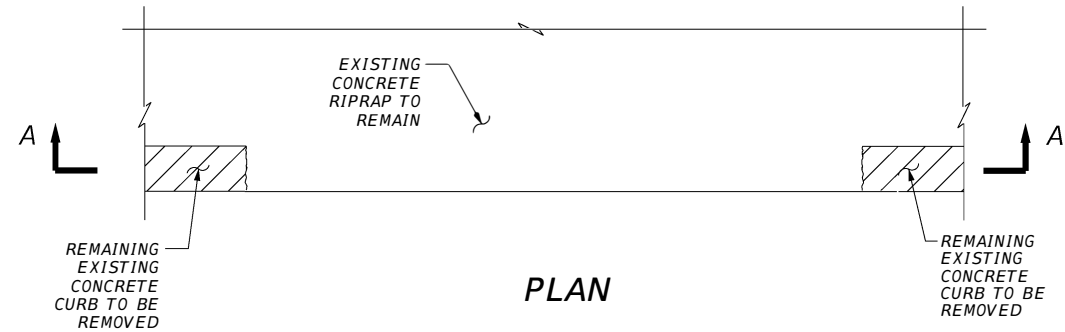 EXISTING
CONCRETE
RIPRAP TO
REMAIN
A
A
REMAINING
EXISTING
CONCRETE
CURB TO BE
REMOVED
REMAINING
EXISTING
CONCRETE
CURB TO BE
REMOVED
PLAN